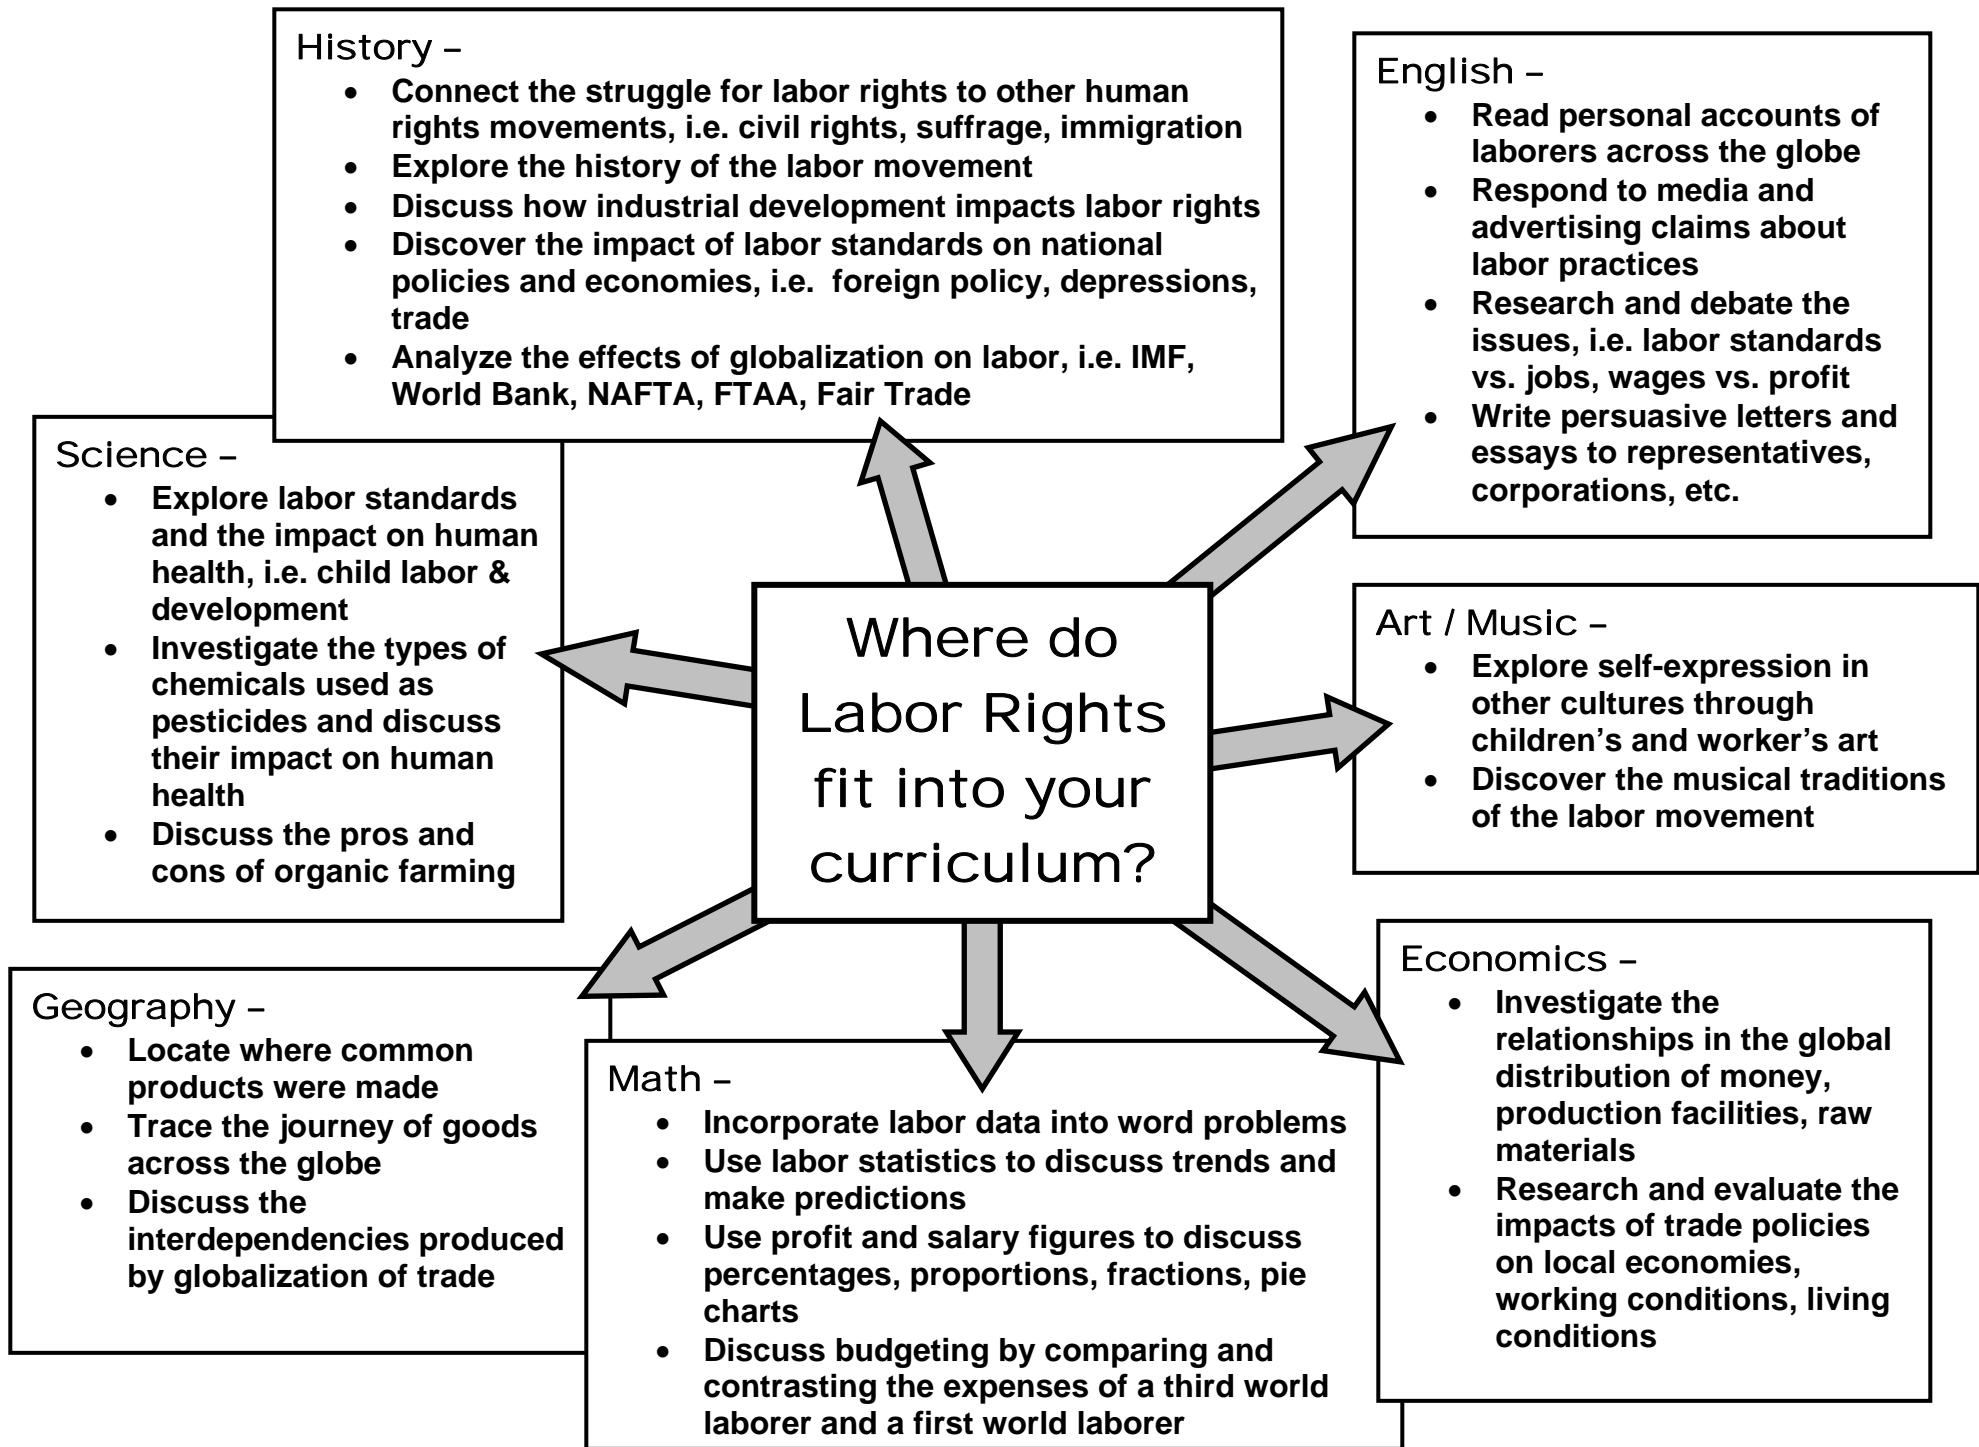 History –
• Connect the struggle for labor rights to other human
rights movements, i.e. civil rights, suffrage, immigration
• Explore the history of the labor movement
• Discuss how industrial development impacts labor rights
• Discover the impact of labor standards on national
policies and economies, i.e.  foreign policy, depressions,
trade
• Analyze the effects of globalization on labor, i.e. IMF,
World Bank, NAFTA, FTAA, Fair Trade
English –
• Read personal accounts of
laborers across the globe
• Respond to media and
advertising claims about
labor practices
• Research and debate the
issues, i.e. labor standards
vs. jobs, wages vs. profit
• Write persuasive letters and
essays to representatives,
corporations, etc.
Science –
• Explore labor standards
and the impact on human
health, i.e. child labor &
development
• Investigate the types of
chemicals used as
pesticides and discuss
their impact on human
health
• Discuss the pros and
cons of organic farming
Where do
Labor Rights
fit into your
curriculum?
Art / Music –
• Explore self-expression in
other cultures through
children’s and worker’s art
• Discover the musical traditions
of the labor movement
Geography –
• Locate where common
products were made
• Trace the journey of goods
across the globe
• Discuss the
interdependencies produced
by globalization of trade
Math –
• Incorporate labor data into word problems
• Use labor statistics to discuss trends and
make predictions
• Use profit and salary figures to discuss
percentages, proportions, fractions, pie
charts
• Discuss budgeting by comparing and
contrasting the expenses of a third world
laborer and a first world laborer
Economics –
• Investigate the
relationships in the global
distribution of money,
production facilities, raw
materials
• Research and evaluate the
impacts of trade policies
on local economies,
working conditions, living
conditions